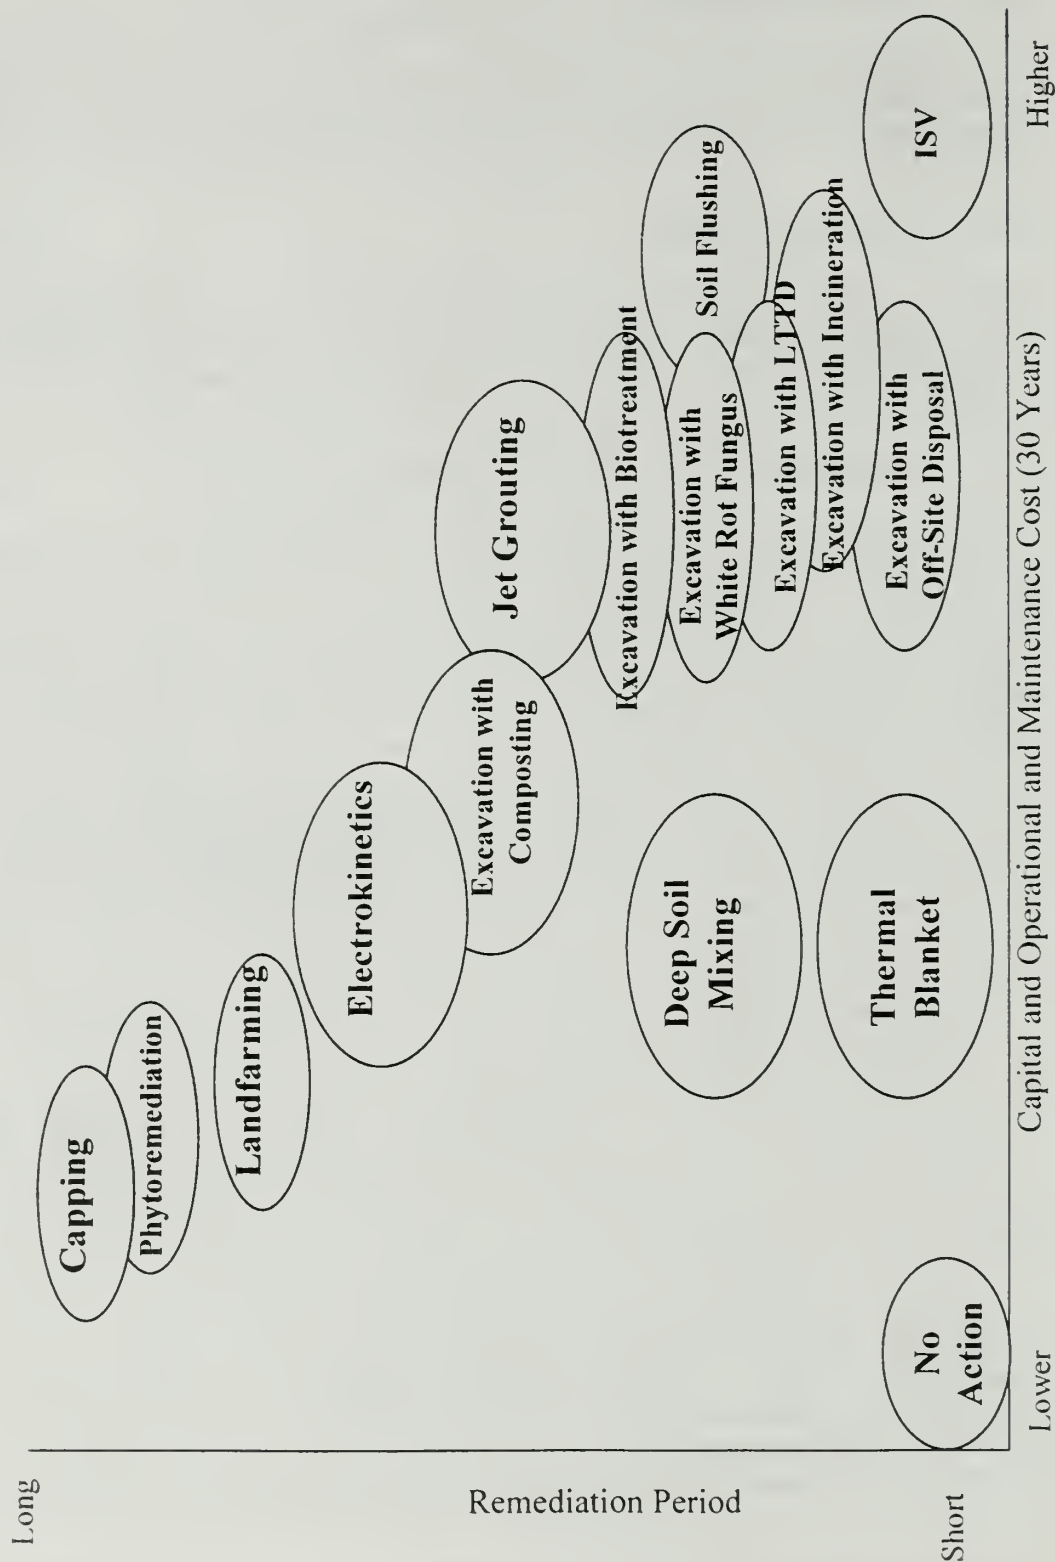 Long
Remediation Period
Short
Capping
Phytoremediation
Landfarming
Electrokinetics
Excavation with
Composting
Jet Grouting
Excavation with Biotreatment
Soil Flushing
Excavation with
White Rot Fungus
Deep Soil
Mixing
Excavation with LTTD
Excavation with Incineration
Thermal
Blanket
Excavation with
Off-Site Disposal
ISV
No
Action
Lower
Capital and Operational and Maintenance Cost (30 Years)
Higher